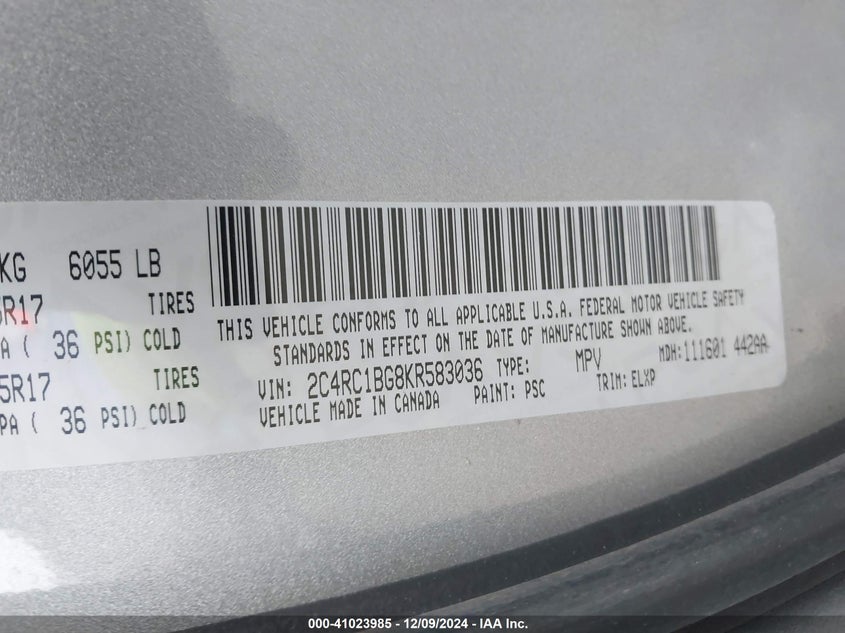 KG 6055 LB
5R17 TIRES
PA ( 36 PSI) COLD
5R17 TIRES
PA ( 36 PSI) COLD
THIS VEHICLE CONFORMS TO ALL APPLICABLE U.S.A. FEDERAL MOTOR VEHICLE SAFETY
STANDARDS IN EFFECT ON THE DATE OF MANUFACTURE SHOWN ABOVE.
VIN: 2C4RC1BG8KR583036 TYPE: MPV MDH:111601 442AA
VEHICLE MADE IN CANADA PAINT: PSC TRIM: ELXP
000-41023985 - 12/09/2024 - IAA Inc.